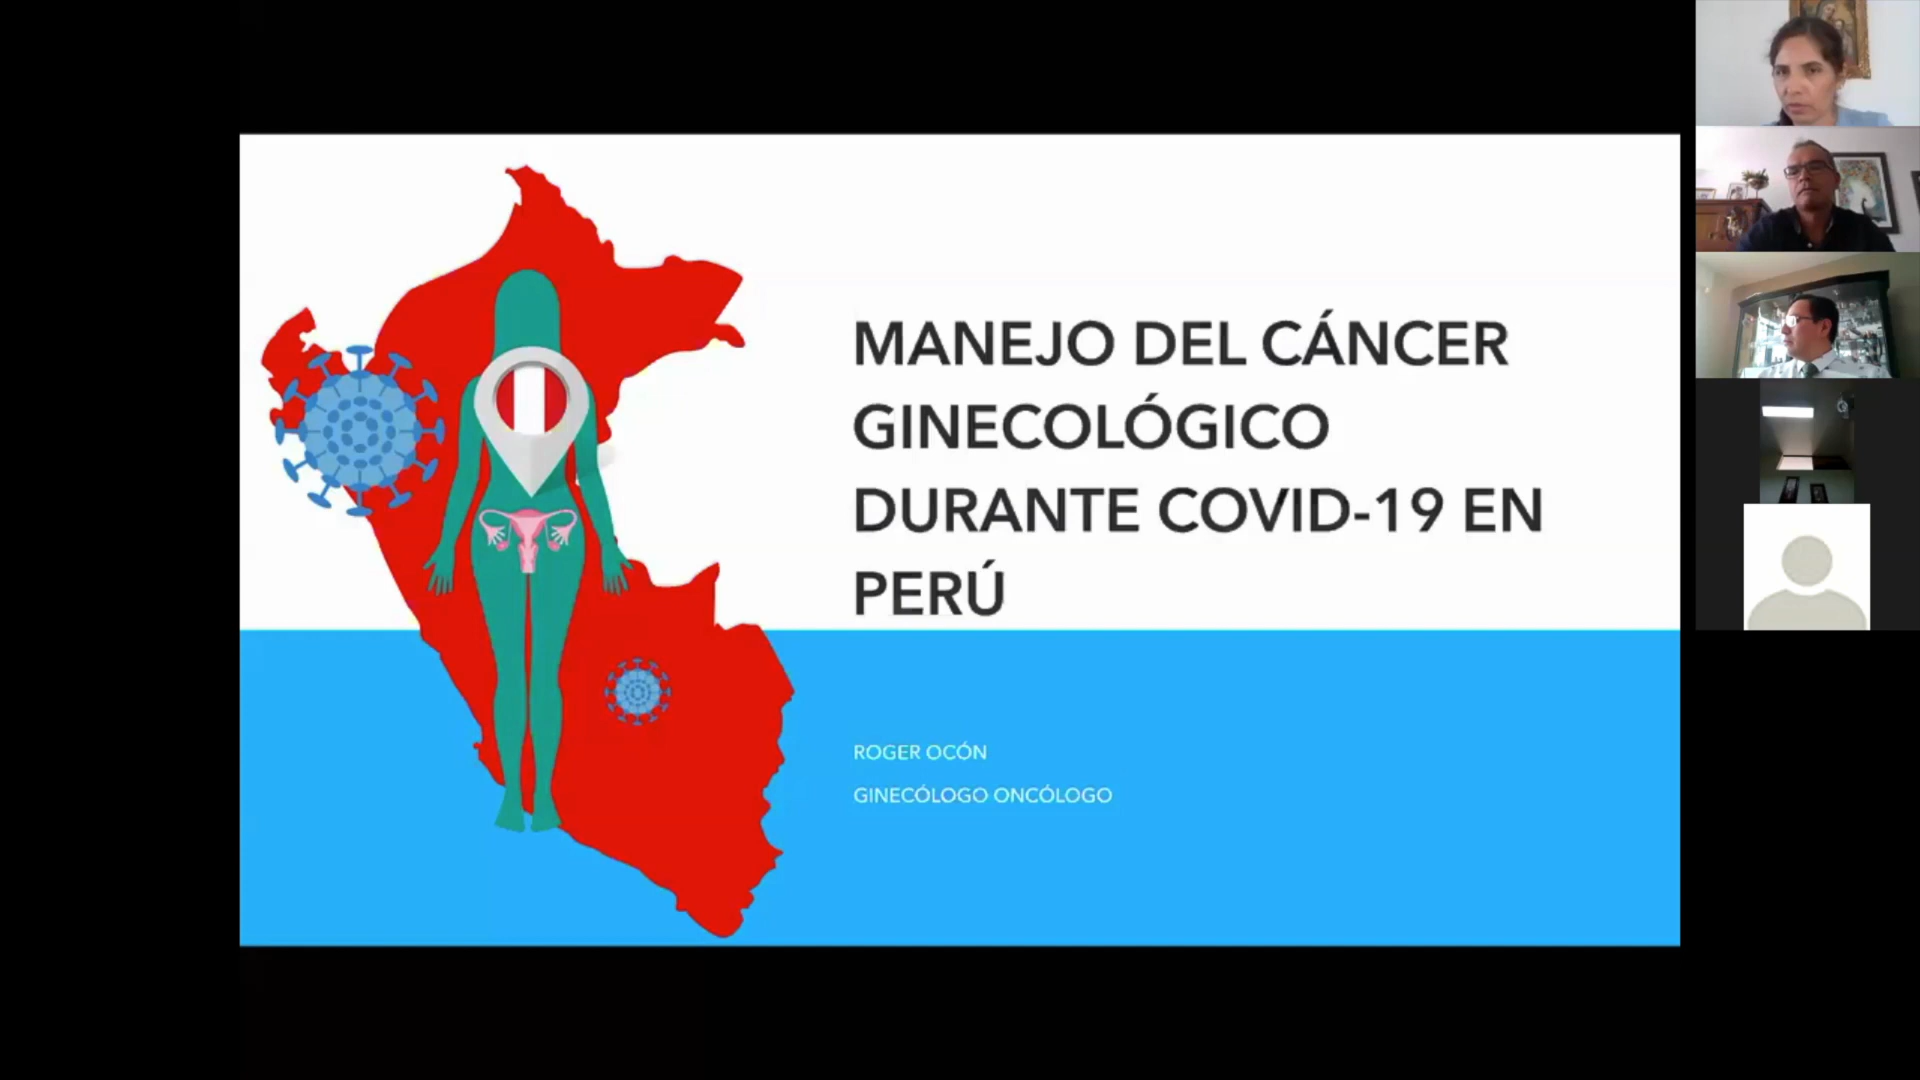 MANEJO DEL CÁNCER
GINECOLÓGICO
DURANTE COVID-19 EN
PERÚ
ROGER OCÓN
GINECÓLOGO ONCÓLOGO